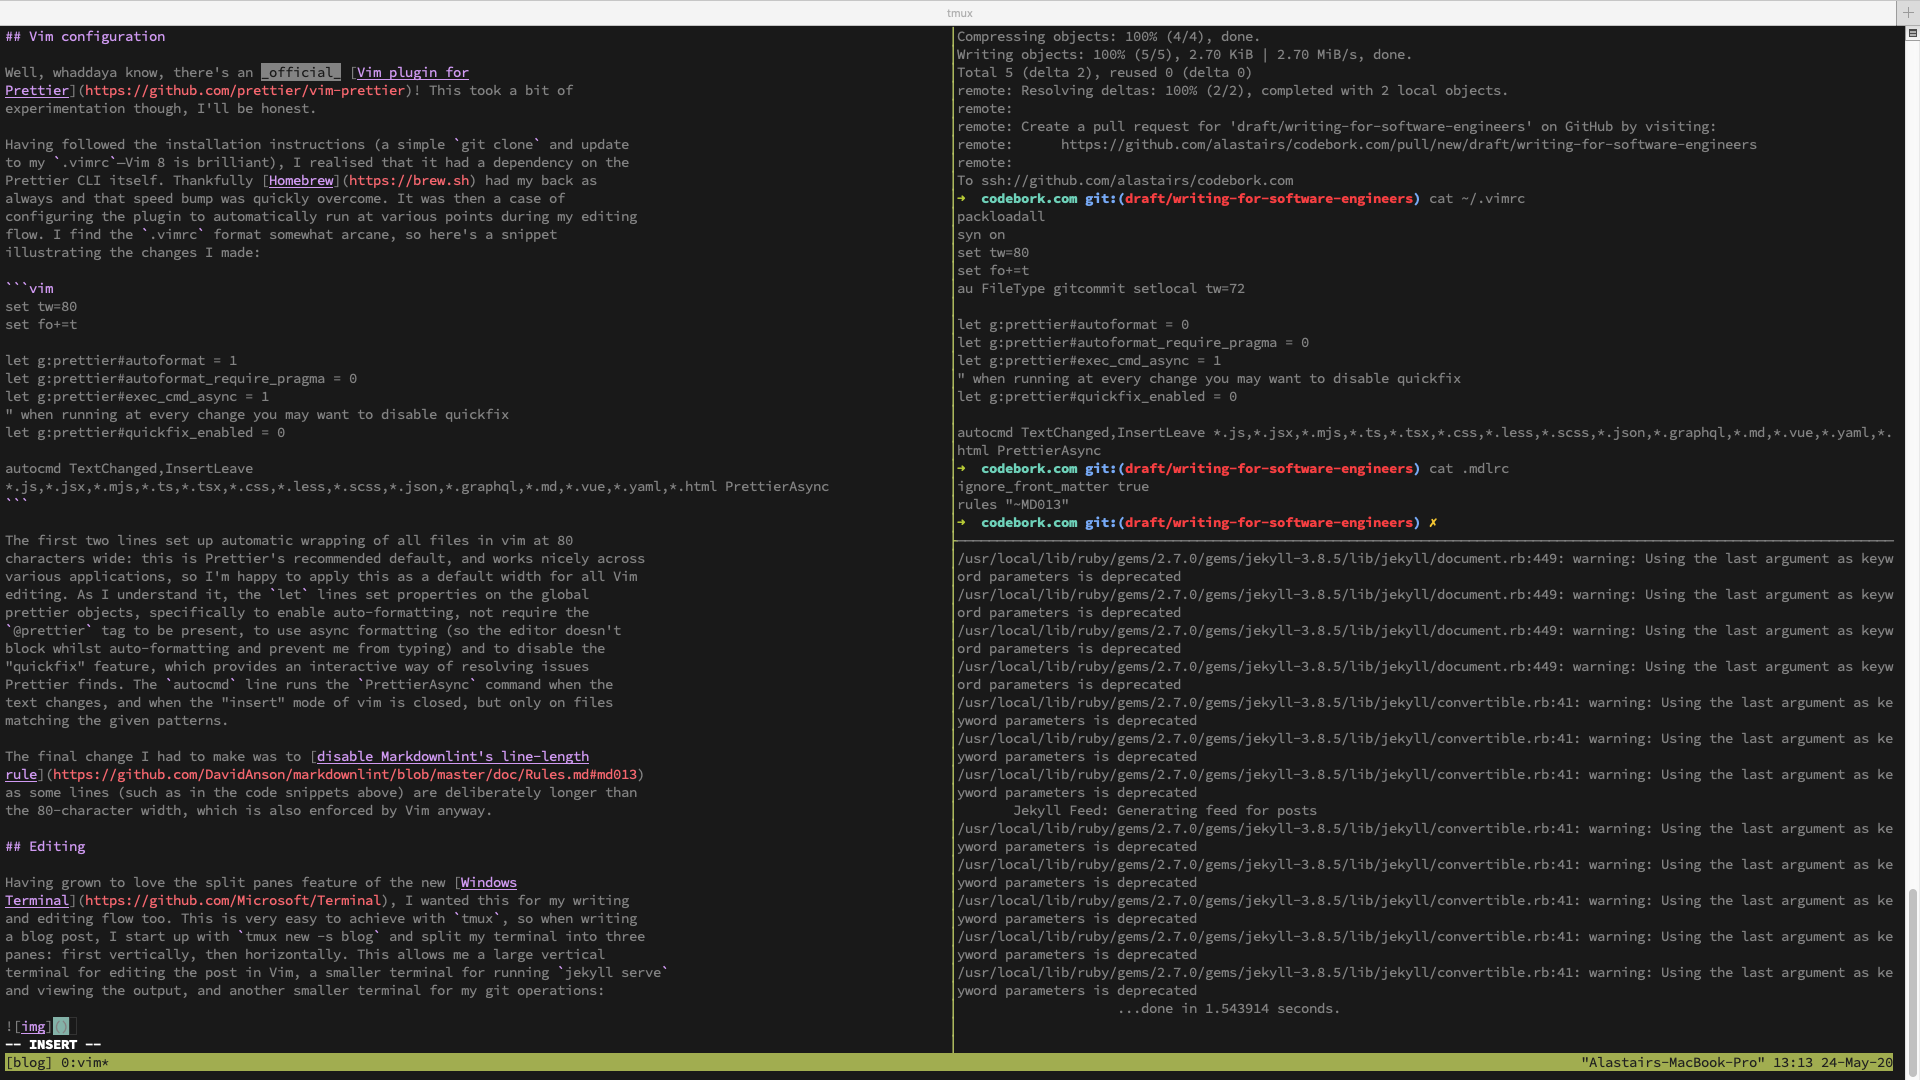 tmux
## Vim configuration
Well, whaddaya know, there's an _official_ [Vim plugin for
Prettier](https://github.com/prettier/vim-prettier)! This took a bit of
experimentation though, I'll be honest.
Having followed the installation instructions (a simple `git clone` and update
to my `.vimrc`—Vim 8 is brilliant), I realised that it had a dependency on the
Prettier CLI itself. Thankfully [Homebrew](https://brew.sh) had my back as
always and that speed bump was quickly overcome. It was then a case of
configuring the plugin to automatically run at various points during my editing
flow. I find the `.vimrc` format somewhat arcane, so here's a snippet
illustrating the changes I made:
```vim
set tw=80
set fo+=t
let g:prettier#autoformat = 1
let g:prettier#autoformat_require_pragma = 0
let g:prettier#exec_cmd_async = 1
" when running at every change you may want to disable quickfix
let g:prettier#quickfix_enabled = 0
autocmd TextChanged,InsertLeave
*.js,*.jsx,*.mjs,*.ts,*.tsx,*.css,*.less,*.scss,*.json,*.graphql,*.md,*.vue,*.yaml,*.html PrettierAsync
```
The first two lines set up automatic wrapping of all files in vim at 80
characters wide: this is Prettier's recommended default, and works nicely across
various applications, so I'm happy to apply this as a default width for all Vim
editing. As I understand it, the `let` lines set properties on the global
prettier objects, specifically to enable auto-formatting, not require the
`@prettier` tag to be present, to use async formatting (so the editor doesn't
block whilst auto-formatting and prevent me from typing) and to disable the
"quickfix" feature, which provides an interactive way of resolving issues
Prettier finds. The `autocmd` line runs the `PrettierAsync` command when the
text changes, and when the "insert" mode of vim is closed, but only on files
matching the given patterns.
The final change I had to make was to [disable Markdownlint's line-length
rule](https://github.com/DavidAnson/markdownlint/blob/master/doc/Rules.md#md013)
as some lines (such as in the code snippets above) are deliberately longer than
the 80-character width, which is also enforced by Vim anyway.
## Editing
Having grown to love the split panes feature of the new [Windows
Terminal](https://github.com/Microsoft/Terminal), I wanted this for my writing
and editing flow too. This is very easy to achieve with `tmux`, so when writing
a blog post, I start up with `tmux new -s blog` and split my terminal into three
panes: first vertically, then horizontally. This allows me a large vertical
terminal for editing the post in Vim, a smaller terminal for running `jekyll serve`
and viewing the output, and another smaller terminal for my git operations:
![img]()
-- INSERT --
Compressing objects: 100% (4/4), done.
Writing objects: 100% (5/5), 2.70 KiB | 2.70 MiB/s, done.
Total 5 (delta 2), reused 0 (delta 0)
remote: Resolving deltas: 100% (2/2), completed with 2 local objects.
remote:
remote: Create a pull request for 'draft/writing-for-software-engineers' on GitHub by visiting:
remote:      https://github.com/alastairs/codebork.com/pull/new/draft/writing-for-software-engineers
remote:
To ssh://github.com/alastairs/codebork.com
➜  codebork.com git:(draft/writing-for-software-engineers) cat ~/.vimrc
packloadall
syn on
set tw=80
set fo+=t
au FileType gitcommit setlocal tw=72
let g:prettier#autoformat = 0
let g:prettier#autoformat_require_pragma = 0
let g:prettier#exec_cmd_async = 1
" when running at every change you may want to disable quickfix
let g:prettier#quickfix_enabled = 0
autocmd TextChanged,InsertLeave *.js,*.jsx,*.mjs,*.ts,*.tsx,*.css,*.less,*.scss,*.json,*.graphql,*.md,*.vue,*.yaml,*.
html PrettierAsync
➜  codebork.com git:(draft/writing-for-software-engineers) cat .mdlrc
ignore_front_matter true
rules "~MD013"
➜  codebork.com git:(draft/writing-for-software-engineers) ✗
/usr/local/lib/ruby/gems/2.7.0/gems/jekyll-3.8.5/lib/jekyll/document.rb:449: warning: Using the last argument as keyw
ord parameters is deprecated
/usr/local/lib/ruby/gems/2.7.0/gems/jekyll-3.8.5/lib/jekyll/document.rb:449: warning: Using the last argument as keyw
ord parameters is deprecated
/usr/local/lib/ruby/gems/2.7.0/gems/jekyll-3.8.5/lib/jekyll/document.rb:449: warning: Using the last argument as keyw
ord parameters is deprecated
/usr/local/lib/ruby/gems/2.7.0/gems/jekyll-3.8.5/lib/jekyll/document.rb:449: warning: Using the last argument as keyw
ord parameters is deprecated
/usr/local/lib/ruby/gems/2.7.0/gems/jekyll-3.8.5/lib/jekyll/convertible.rb:41: warning: Using the last argument as ke
yword parameters is deprecated
/usr/local/lib/ruby/gems/2.7.0/gems/jekyll-3.8.5/lib/jekyll/convertible.rb:41: warning: Using the last argument as ke
yword parameters is deprecated
/usr/local/lib/ruby/gems/2.7.0/gems/jekyll-3.8.5/lib/jekyll/convertible.rb:41: warning: Using the last argument as ke
yword parameters is deprecated
Jekyll Feed: Generating feed for posts
/usr/local/lib/ruby/gems/2.7.0/gems/jekyll-3.8.5/lib/jekyll/convertible.rb:41: warning: Using the last argument as ke
yword parameters is deprecated
/usr/local/lib/ruby/gems/2.7.0/gems/jekyll-3.8.5/lib/jekyll/convertible.rb:41: warning: Using the last argument as ke
yword parameters is deprecated
/usr/local/lib/ruby/gems/2.7.0/gems/jekyll-3.8.5/lib/jekyll/convertible.rb:41: warning: Using the last argument as ke
yword parameters is deprecated
/usr/local/lib/ruby/gems/2.7.0/gems/jekyll-3.8.5/lib/jekyll/convertible.rb:41: warning: Using the last argument as ke
yword parameters is deprecated
/usr/local/lib/ruby/gems/2.7.0/gems/jekyll-3.8.5/lib/jekyll/convertible.rb:41: warning: Using the last argument as ke
yword parameters is deprecated
...done in 1.543914 seconds.
[blog] 0:vim* "Alastairs-MacBook-Pro" 13:13 24-May-20